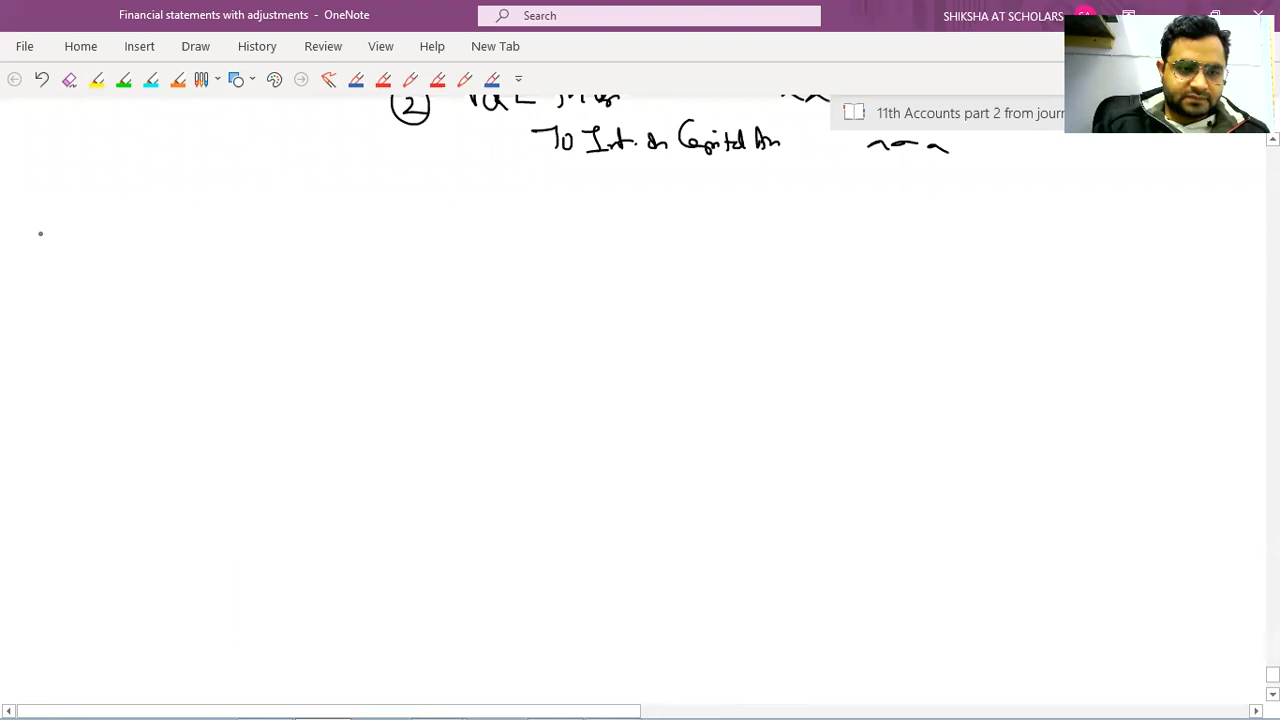 Financial statements with adjustments - OneNote
Search
SHIKSHA AT SCHOLARS
File Home Insert Draw History Review View Help New Tab
11th Accounts part 2 from jour
②
To Int. on Capital A/c